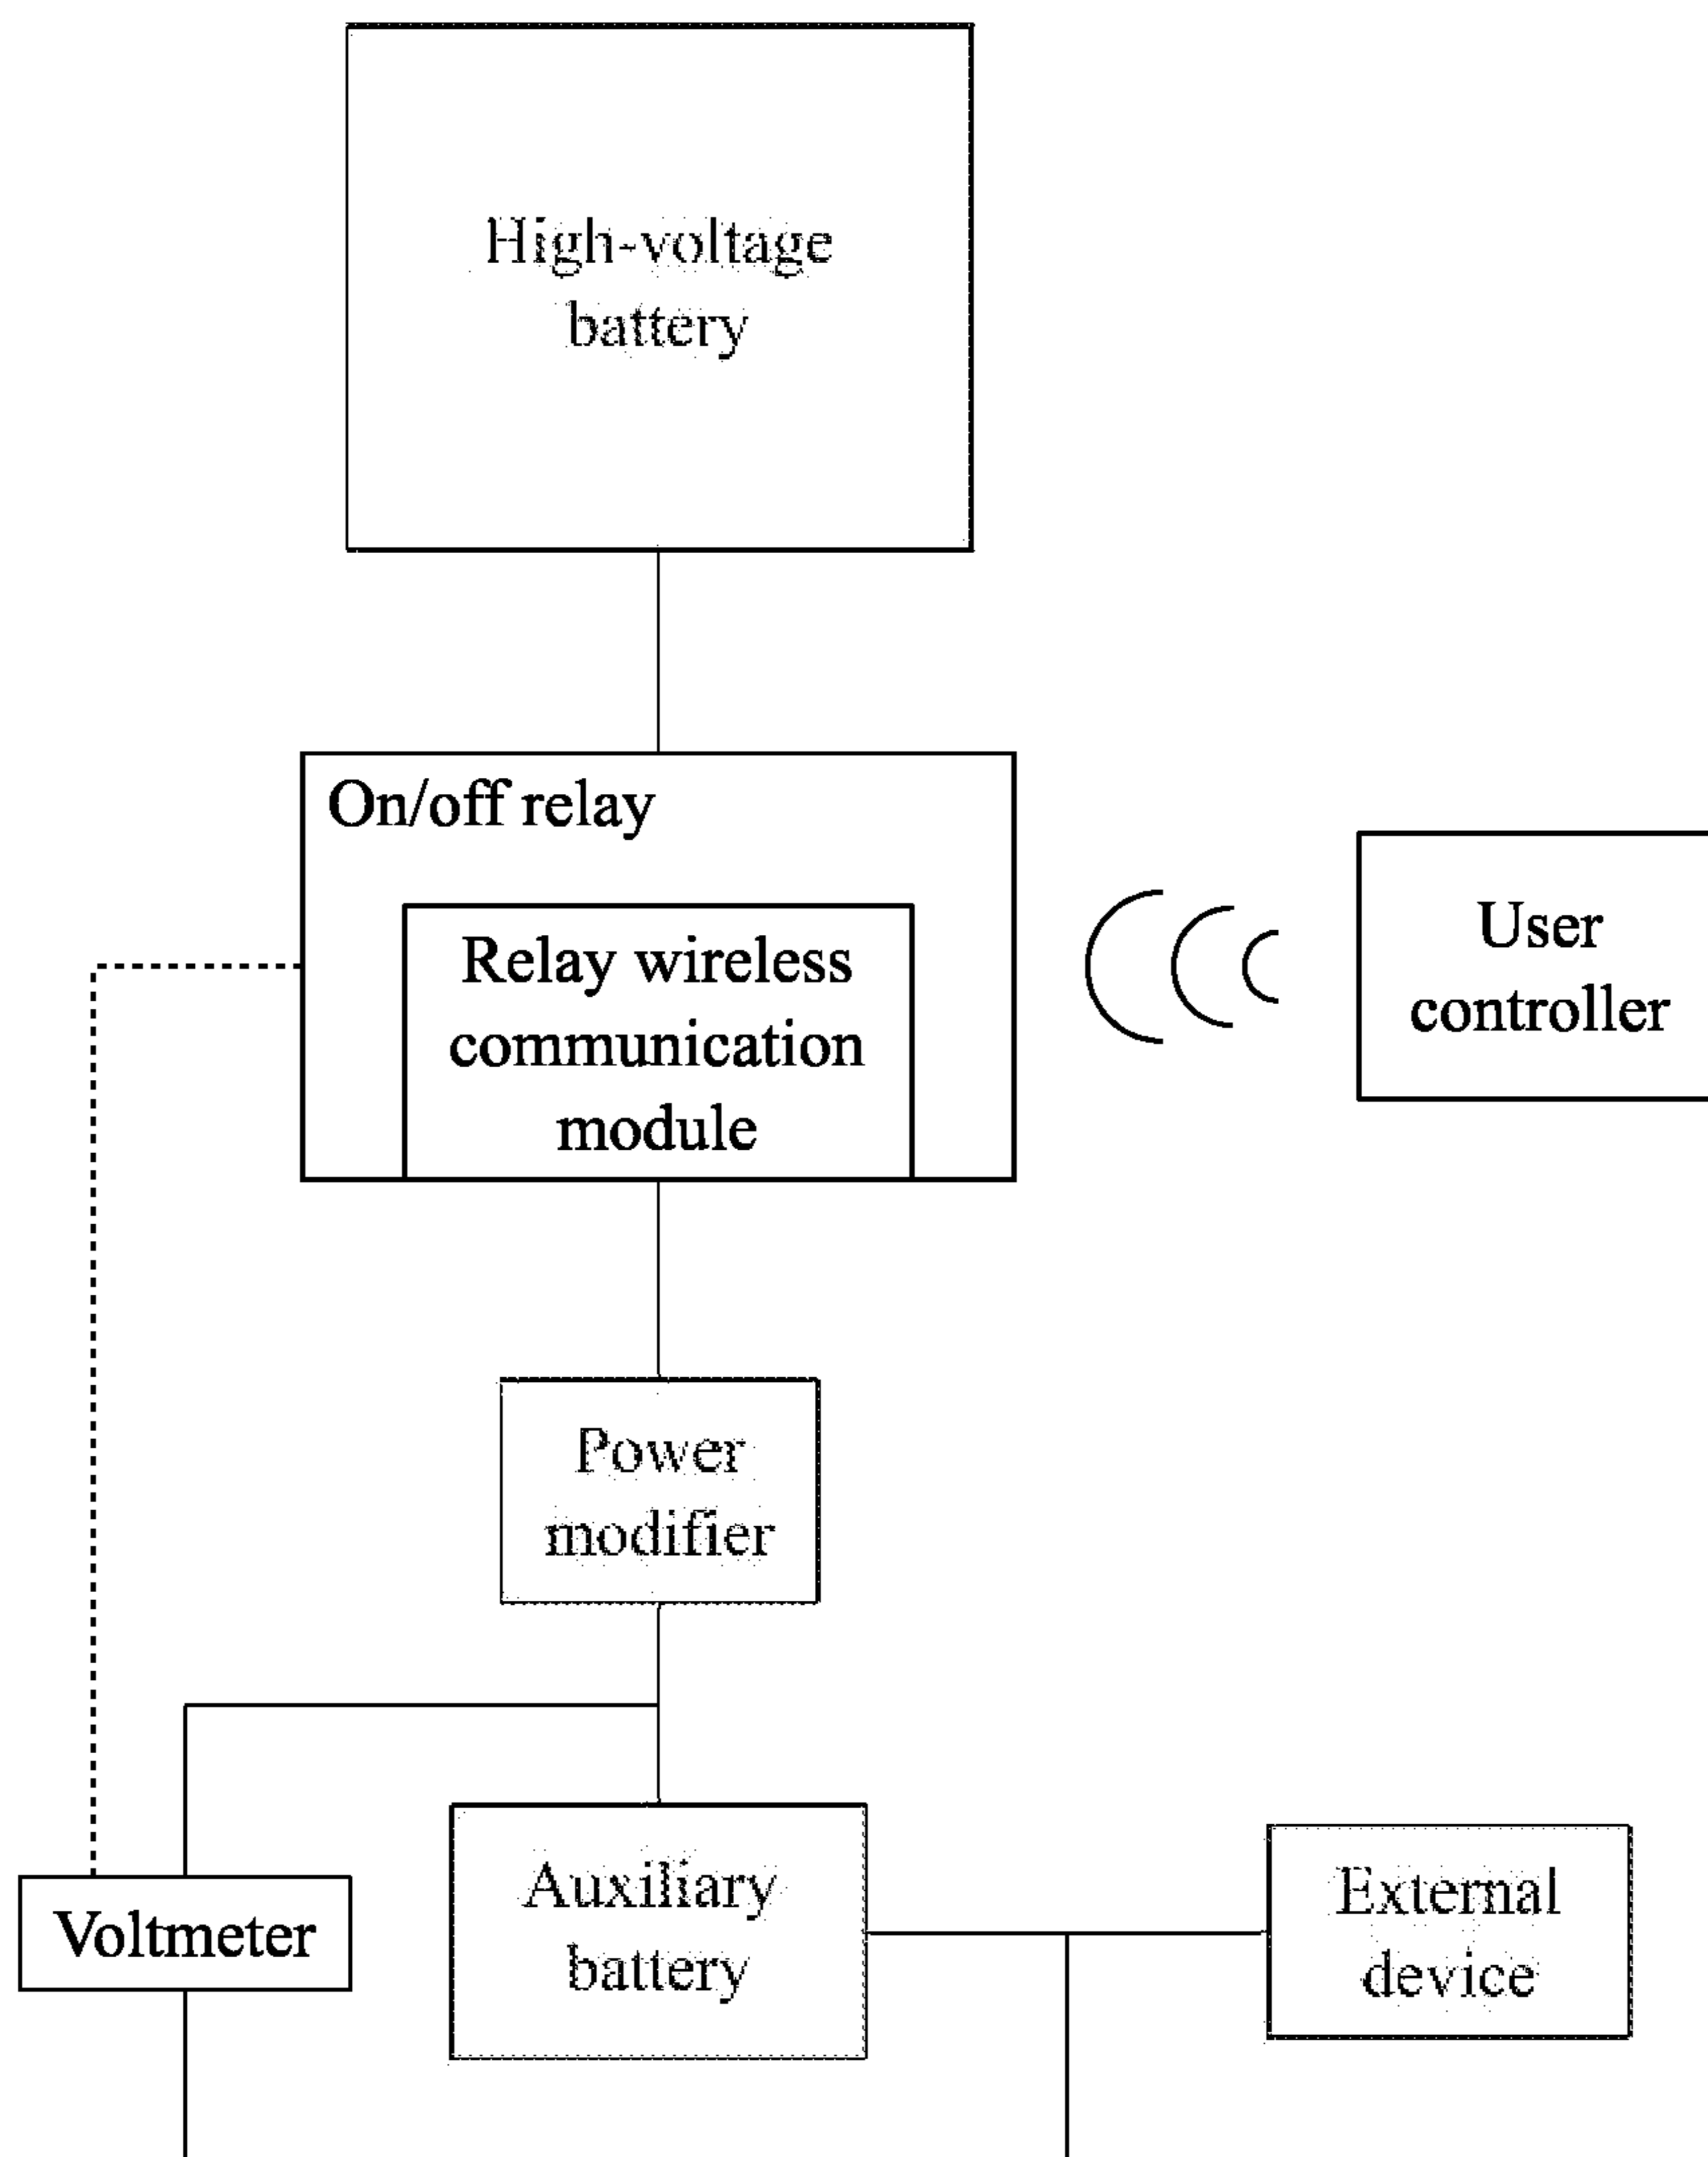 High-voltage
battery
On/off relay
Relay wireless
communication
module
User
controller
Power
modifier
Voltmeter
Auxiliary
battery
External
device